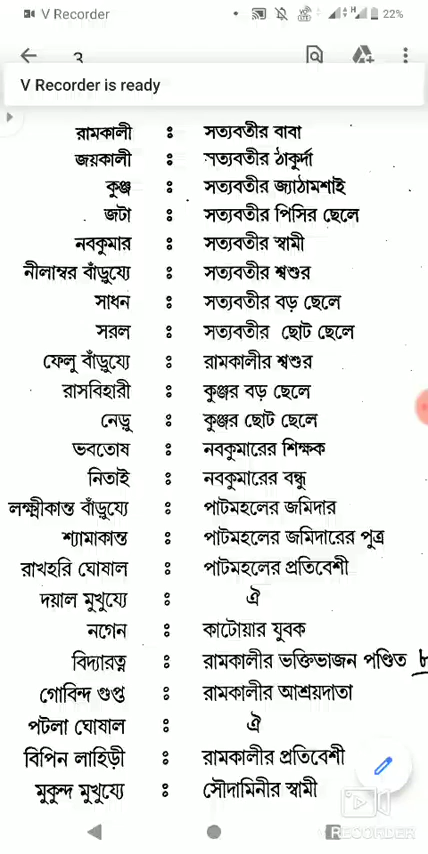 V Recorder
22%
3
V Recorder is ready
রামকালী : সত্যবতীর বাবা
জয়কালী : সত্যবতীর ঠাকুর্দা
কুঞ্জ : সত্যবতীর জ্যাঠামশাই
জটা : সত্যবতীর পিসির ছেলে
নবকুমার : সত্যবতীর স্বামী
নীলাম্বর বাঁড়ুয্যে : সত্যবতীর শ্বশুর
সাধন : সত্যবতীর বড় ছেলে
সরল : সত্যবতীর ছোট ছেলে
ফেলু বাঁড়ুয্যে : রামকালীর শ্বশুর
রাসবিহারী : কুঞ্জর বড় ছেলে
নেড়ু : কুঞ্জর ছোট ছেলে
ভবতোষ : নবকুমারের শিক্ষক
নিতাই : নবকুমারের বন্ধু
লক্ষ্মীকান্ত বাঁড়ুয্যে : পাটমহলের জমিদার
শ্যামাকান্ত : পাটমহলের জমিদারের পুত্র
রাখহরি ঘোষাল : পাটমহলের প্রতিবেশী
দয়াল মুখুয্যে : ঐ
নগেন : কাটোয়ার যুবক
বিদ্যারত্ন : রামকালীর ভক্তিভাজন পণ্ডিত
গোবিন্দ গুপ্ত : রামকালীর আশ্রয়দাতা
পটলা ঘোষাল : ঐ
বিপিন লাহিড়ী : রামকালীর প্রতিবেশী
মুকুন্দ মুখুয্যে : সৌদামিনীর স্বামী
RECORDER